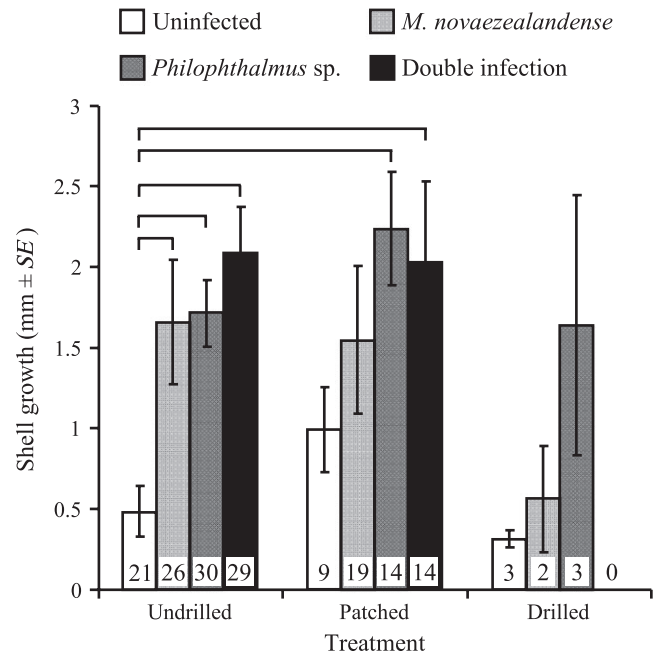 Uninfected
M. novaezealandense
Philophthalmus sp.
Double infection
3
2.5
2
1.5
1
0.5
0
Shell growth (mm ± SE)
21 26 30 29
9 19 14 14
3 2 3 0
Undrilled
Patched
Drilled
Treatment